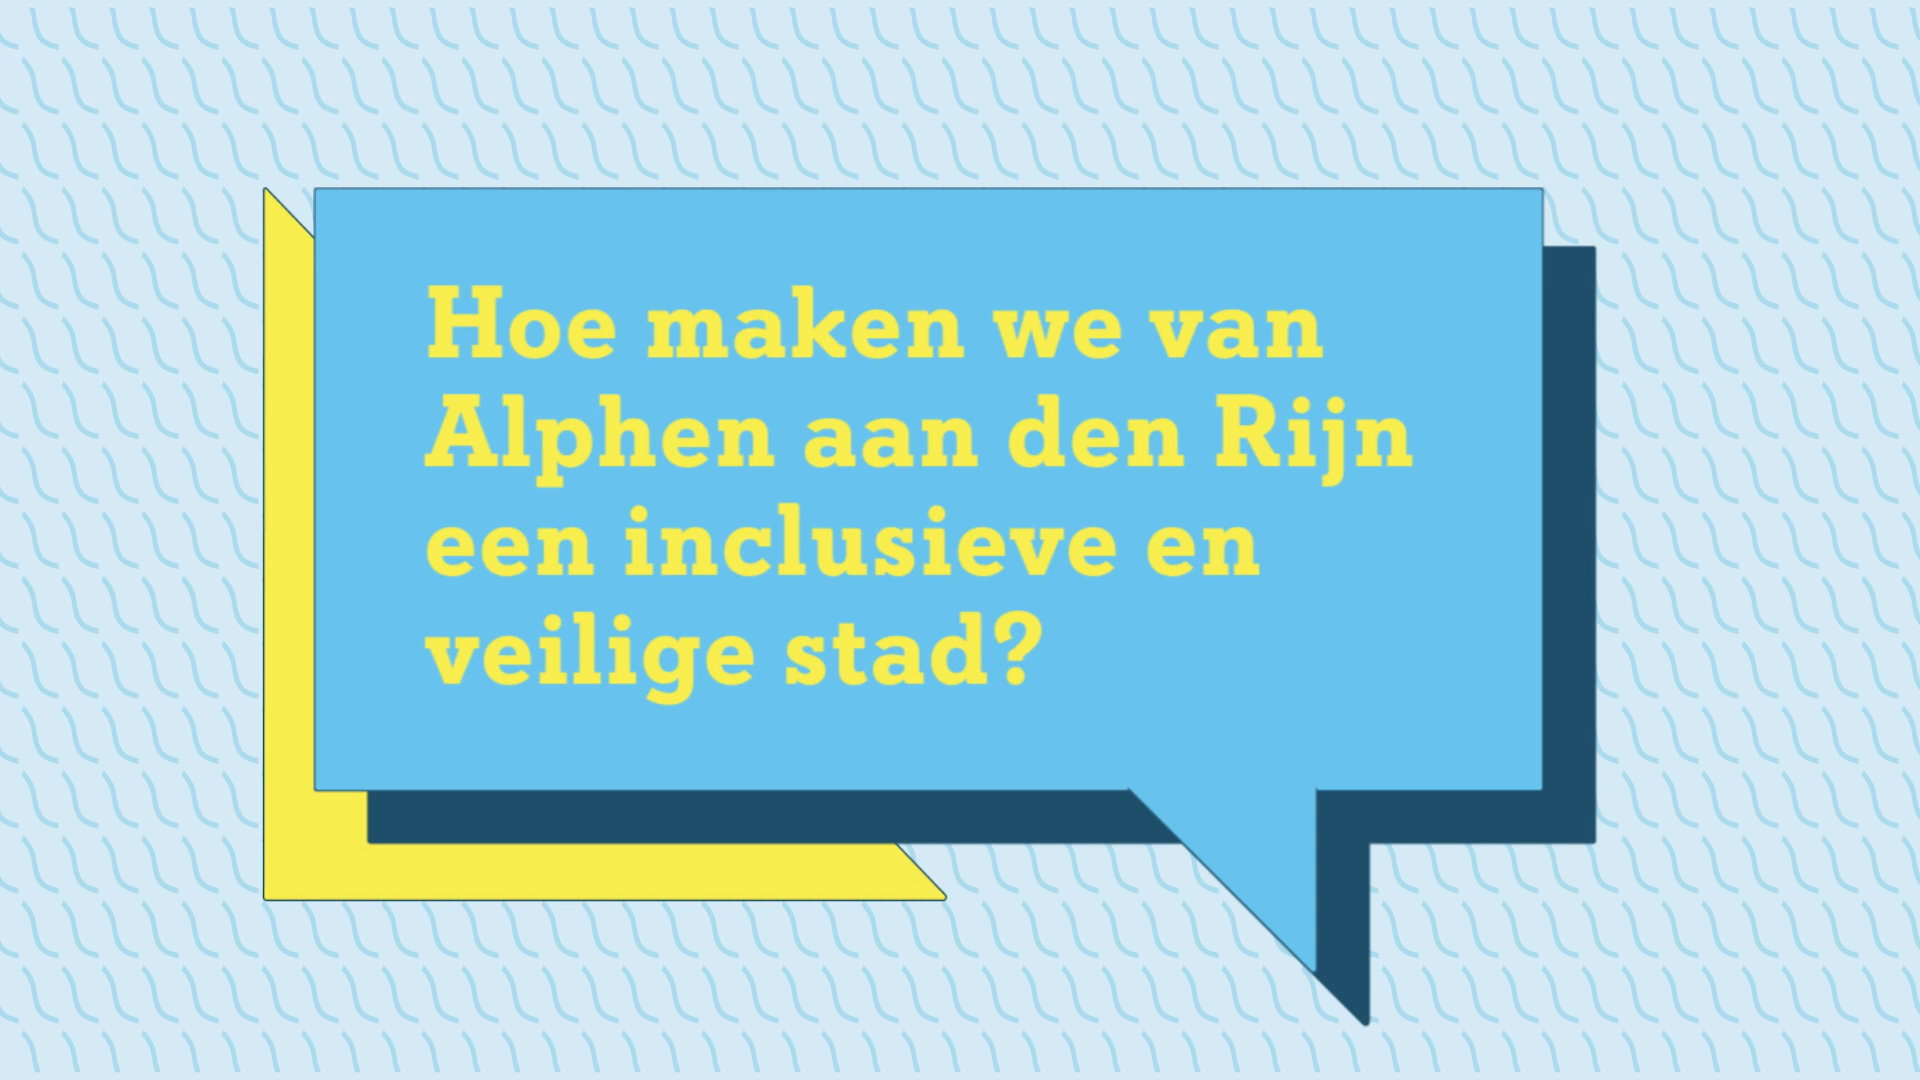 Hoe maken we van
Alphen aan den Rijn
een inclusieve en
veilige stad?